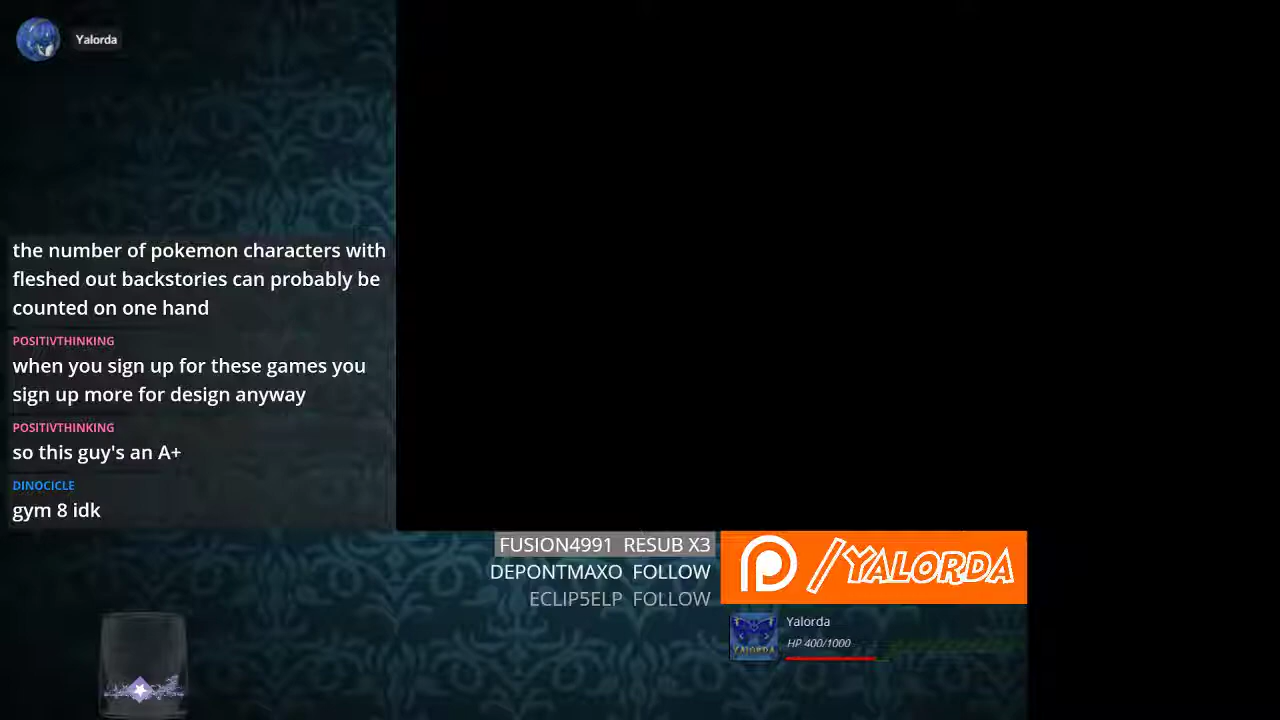 Yalorda
the number of pokemon characters with
fleshed out backstories can probably be
counted on one hand
POSITIVTHINKING
when you sign up for these games you
sign up more for design anyway
POSITIVTHINKING
so this guy's an A+
DINOCICLE
gym 8 idk
FUSION4991 RESUB X3
DEPONTMAXO FOLLOW
ECLIP5ELP FOLLOW
/YALORDA
YALORDA
Yalorda
HP 400/1000